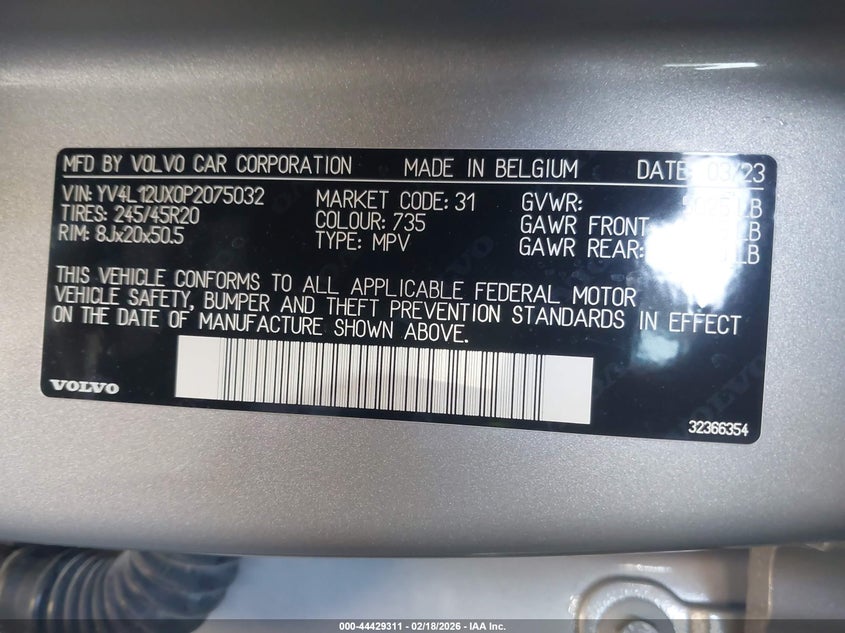 MFD BY VOLVO CAR CORPORATION MADE IN BELGIUM DATE: 03/23
VIN: YV4L12UX0P2075032 MARKET CODE: 31 GVWR: LB
TIRES: 245/45R20 COLOUR: 735 GAWR FRONT: LB
RIM: 8Jx20x50.5 TYPE: MPV GAWR REAR: LB
THIS VEHICLE CONFORMS TO ALL APPLICABLE FEDERAL MOTOR
VEHICLE SAFETY, BUMPER AND THEFT PREVENTION STANDARDS IN EFFECT
ON THE DATE OF MANUFACTURE SHOWN ABOVE.
VOLVO
32366354
000-44429311 - 02/18/2026 - IAA Inc.